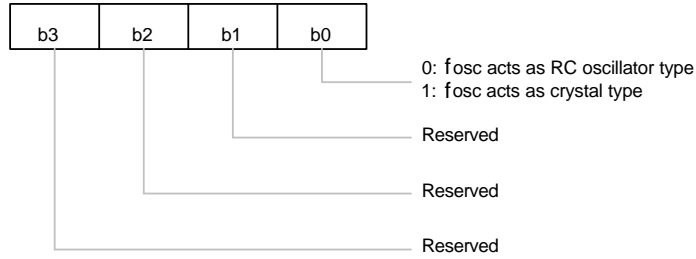 b3 b2 b1 b0
0: fosc acts as RC oscillator type
1: fosc acts as crystal type
Reserved
Reserved
Reserved